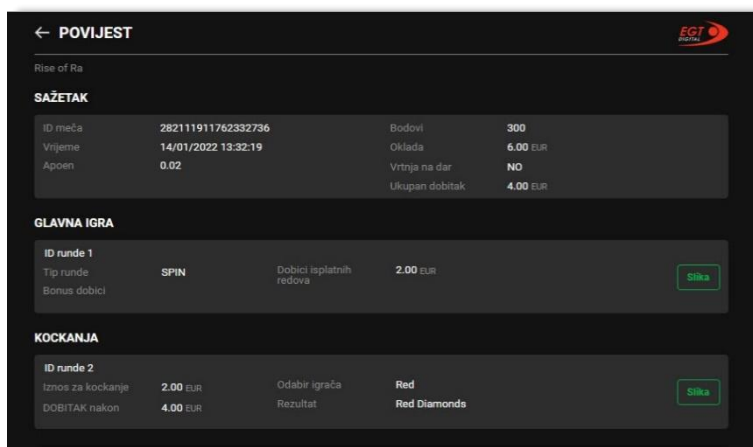 ← POVIJEST
EGT
DIGITAL
Rise of Ra
SAŽETAK
ID meča 282111911762332736 Bodovi 300
Vrijeme 14/01/2022 13:32:19 Oklada 6.00 EUR
Apoen 0.02 Vrtnja na dar NO
Ukupan dobitak 4.00 EUR
GLAVNA IGRA
ID runde 1
Tip runde SPIN Dobici isplatnih redova 2.00 EUR
Bonus dobici
Slika
KOCKANJA
ID runde 2
Iznos za kockanje 2.00 EUR Odabir igrača Red
DOBITAK nakon 4.00 EUR Rezultat Red Diamonds
Slika